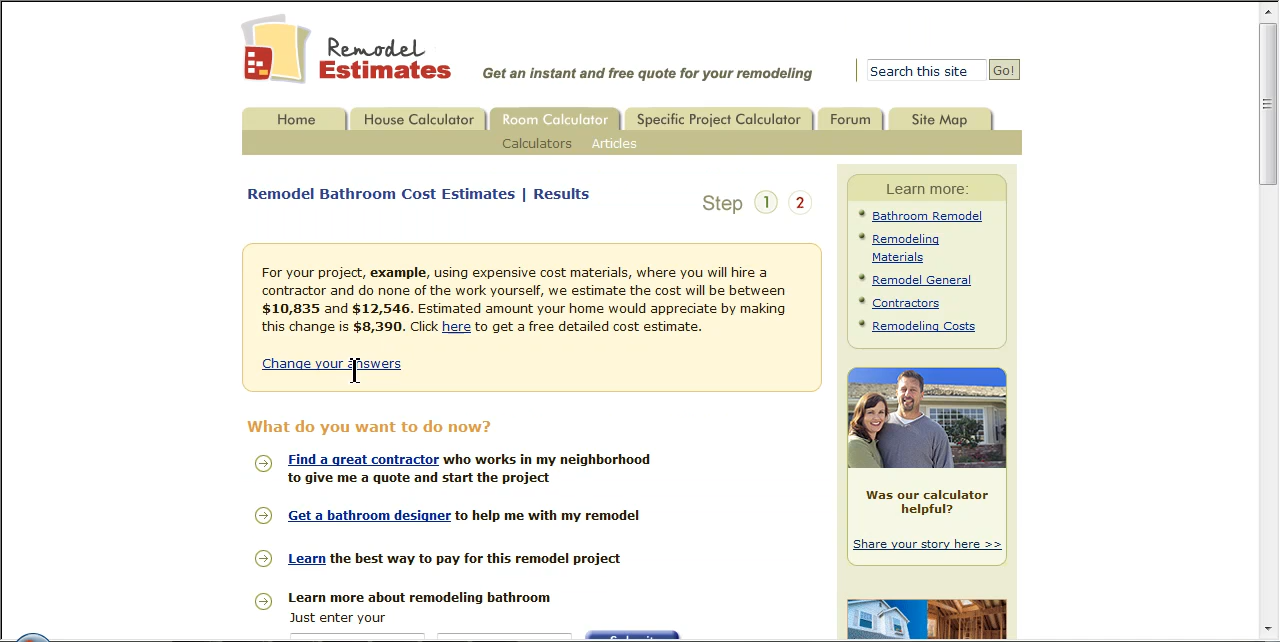 Remodel
Estimates
Get an instant and free quote for your remodeling
Search this site
Go!
Home
House Calculator
Room Calculator
Specific Project Calculator
Forum
Site Map
Calculators
Articles
Remodel Bathroom Cost Estimates | Results
Step 1 2
For your project, example, using expensive cost materials, where you will hire a
contractor and do none of the work yourself, we estimate the cost will be between
$10,835 and $12,546. Estimated amount your home would appreciate by making
this change is $8,390. Click here to get a free detailed cost estimate.
Change your answers
What do you want to do now?
Find a great contractor who works in my neighborhood
to give me a quote and start the project
Get a bathroom designer to help me with my remodel
Learn the best way to pay for this remodel project
Learn more about remodeling bathroom
Just enter your
Learn more:
Bathroom Remodel
Remodeling
Materials
Remodel General
Contractors
Remodeling Costs
Was our calculator
helpful?
Share your story here >>